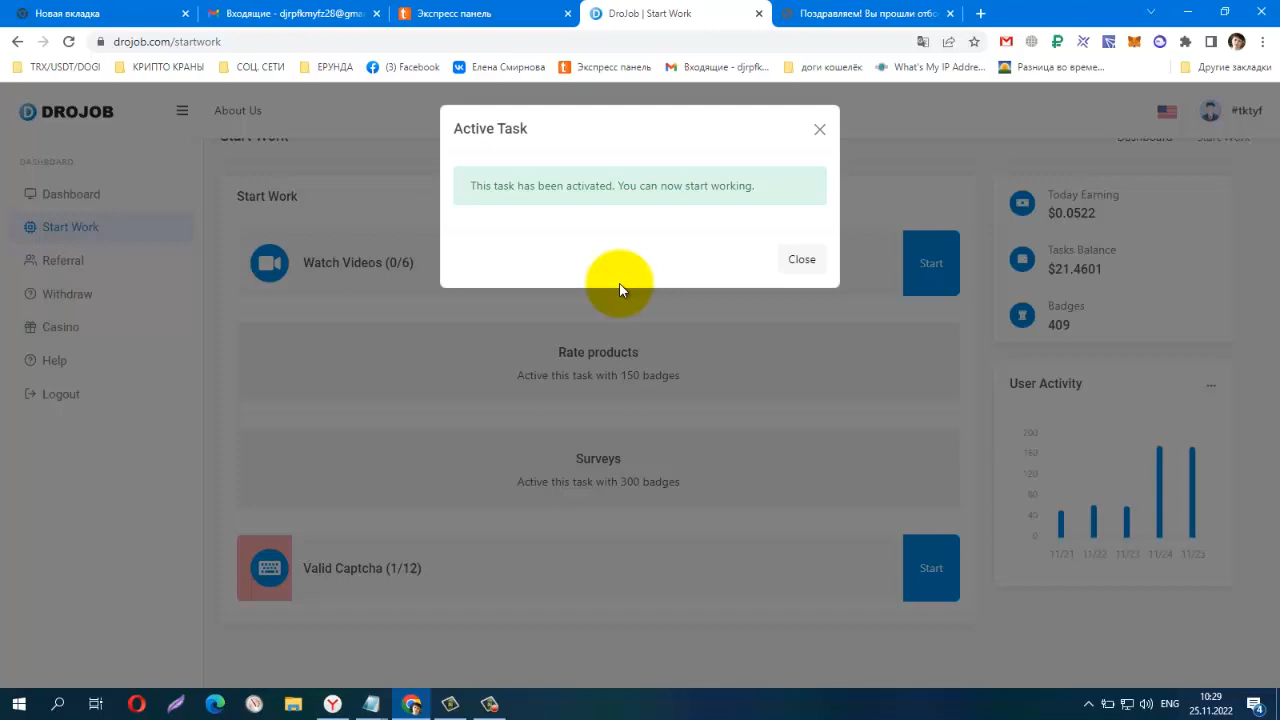 Новая вкладка
Входящие - djrpfkmyfz28@gmai
Экспресс панель
DroJob | Start Work
Поздравляем! Вы прошли отбо
drojob.com/startwork
TRX/USDT/DOGI
КРИПТО КРАНЫ
СОЦ. СЕТИ
ЕРУНДА
(3) Facebook
Елена Смирнова
Экспресс панель
Входящие - djrpfk...
доги кошелёк
What's My IP Addre...
Разница во време...
Другие закладки
DROJOB
About Us
#tktyf
Start Work
Dashboard
Start Work
DASHBOARD
Dashboard
Start Work
Referral
Withdraw
Casino
Help
Logout
Active Task
This task has been activated. You can now start working.
Close
Start Work
Watch Videos (0/6)
Start
Rate products
Active this task with 150 badges
Surveys
Active this task with 300 badges
Valid Captcha (1/12)
Start
Today Earning
$0.0522
Tasks Balance
$21.4601
Badges
409
User Activity
...
200
160
120
80
40
0
11/21
11/22
11/23
11/24
11/25
ENG
10:29
25.11.2022
4